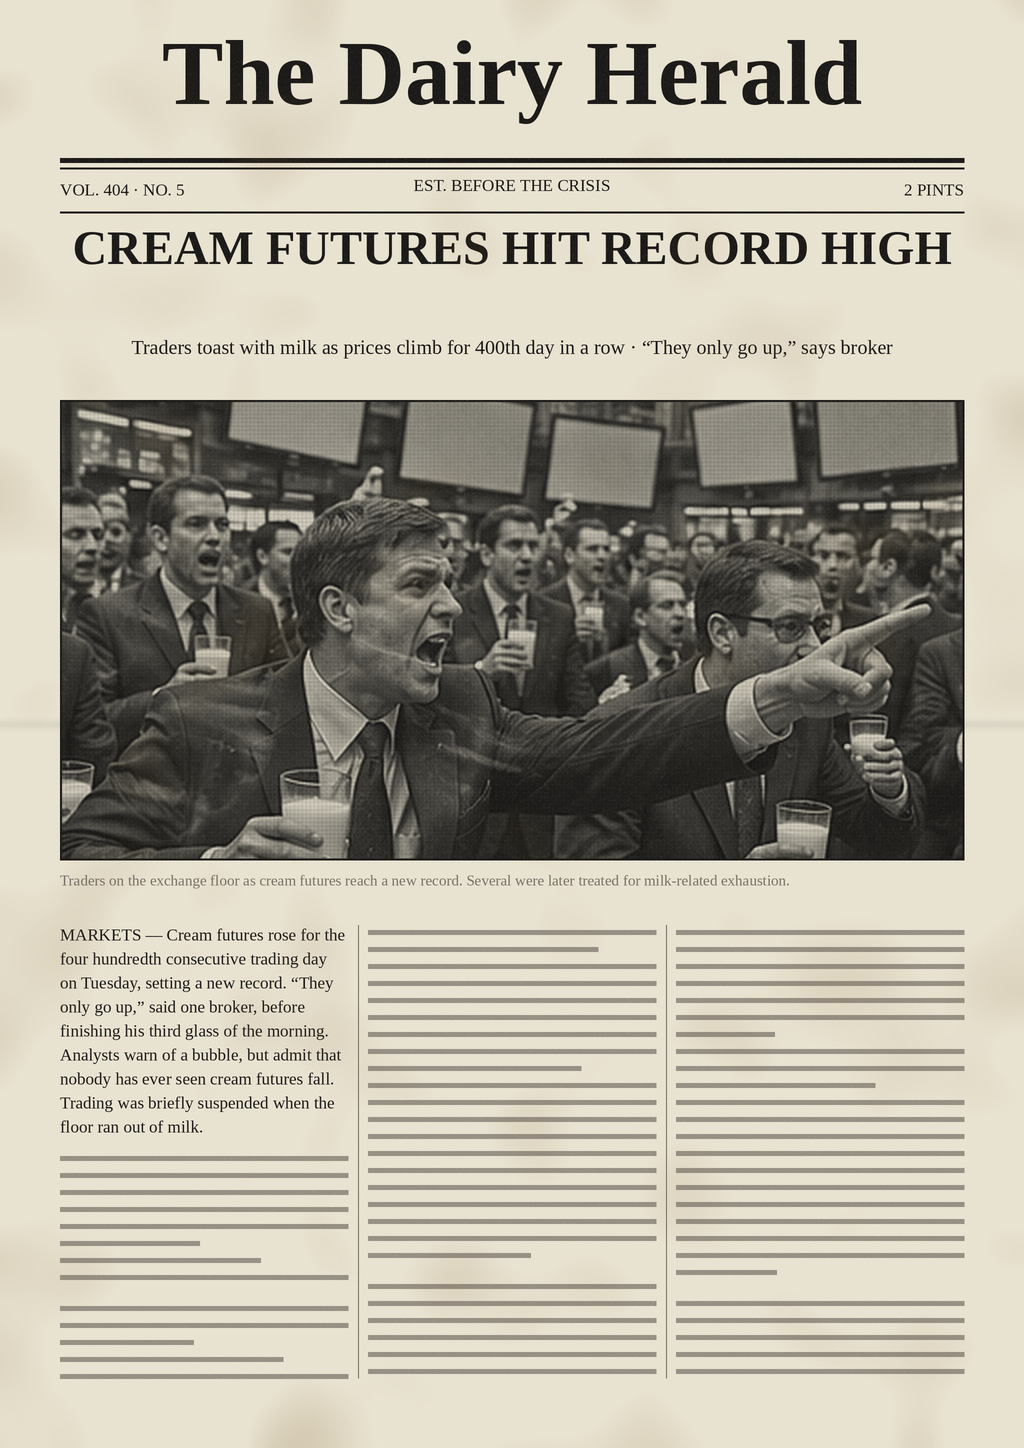 The Dairy Herald
VOL. 404 · NO. 5
EST. BEFORE THE CRISIS
2 PINTS
CREAM FUTURES HIT RECORD HIGH
Traders toast with milk as prices climb for 400th day in a row · “They only go up,” says broker
Traders on the exchange floor as cream futures reach a new record. Several were later treated for milk-related exhaustion.
MARKETS — Cream futures rose for the
four hundredth consecutive trading day
on Tuesday, setting a new record. “They
only go up,” said one broker, before
finishing his third glass of the morning.
Analysts warn of a bubble, but admit that
nobody has ever seen cream futures fall.
Trading was briefly suspended when the
floor ran out of milk.